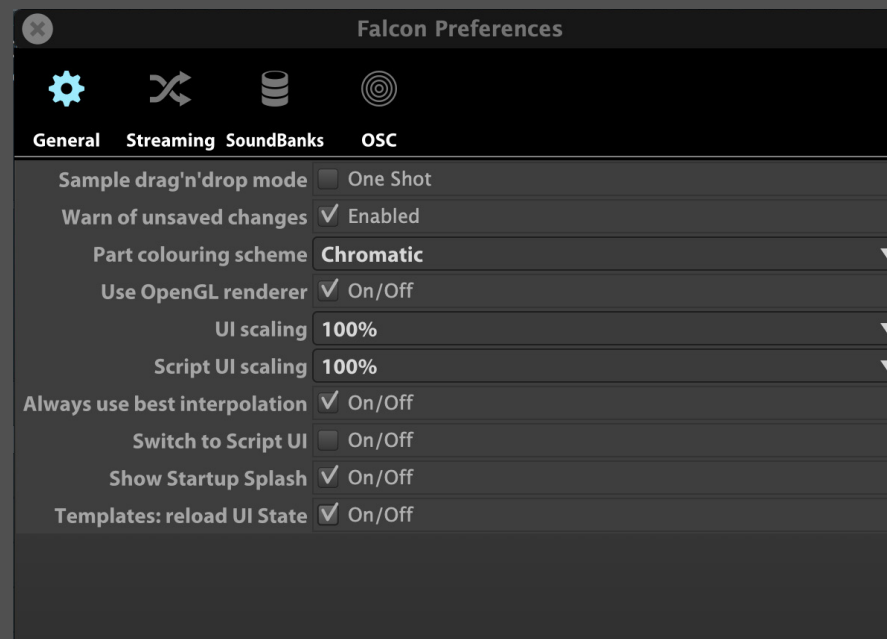 Falcon Preferences
General Streaming SoundBanks OSC
Sample drag'n'drop mode One Shot
Warn of unsaved changes Enabled
Part colouring scheme Chromatic
Use OpenGL renderer On/Off
UI scaling 100%
Script UI scaling 100%
Always use best interpolation On/Off
Switch to Script UI On/Off
Show Startup Splash On/Off
Templates: reload UI State On/Off